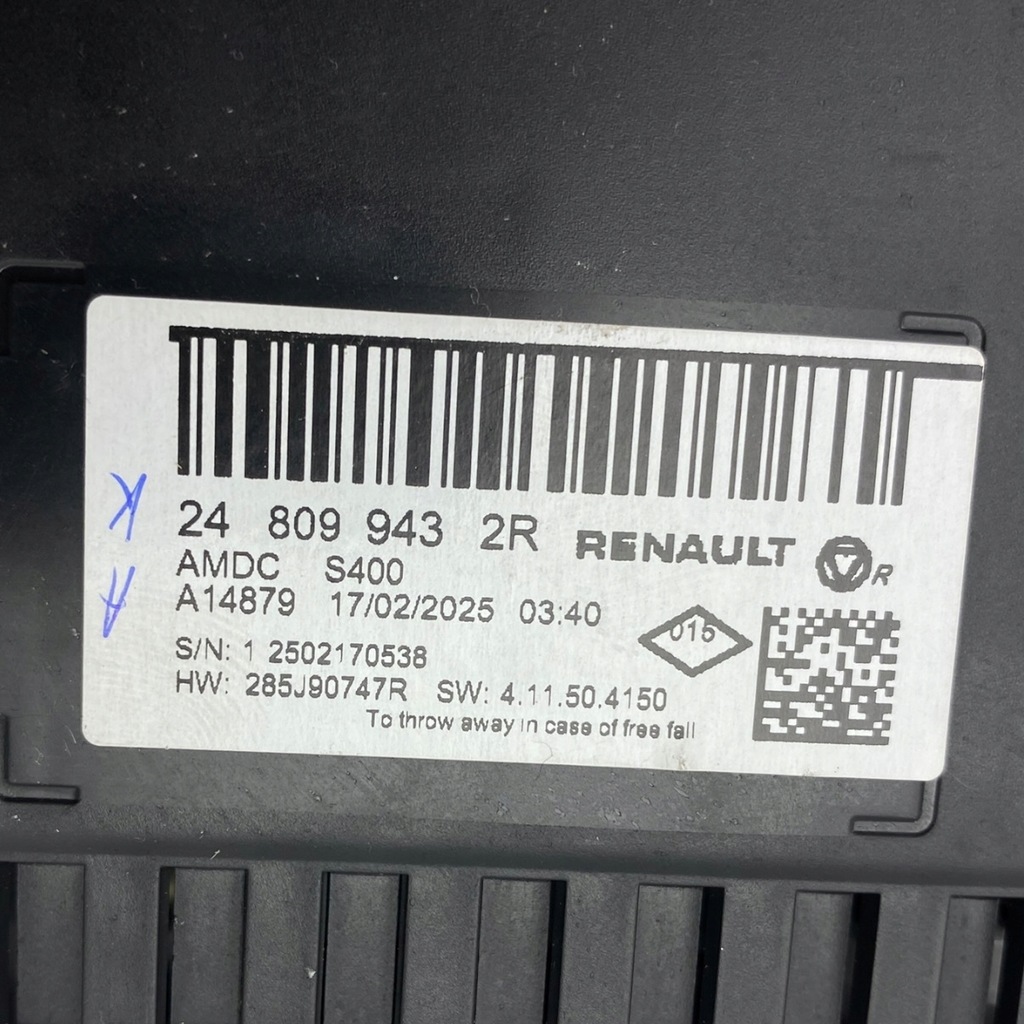 24 809 943 2R RENAULT
AMDC S400 R
A14879 17/02/2025 03:40
015
S/N: 1 2502170538
HW: 285J90747R SW: 4.11.50.4150
To throw away in case of free fall